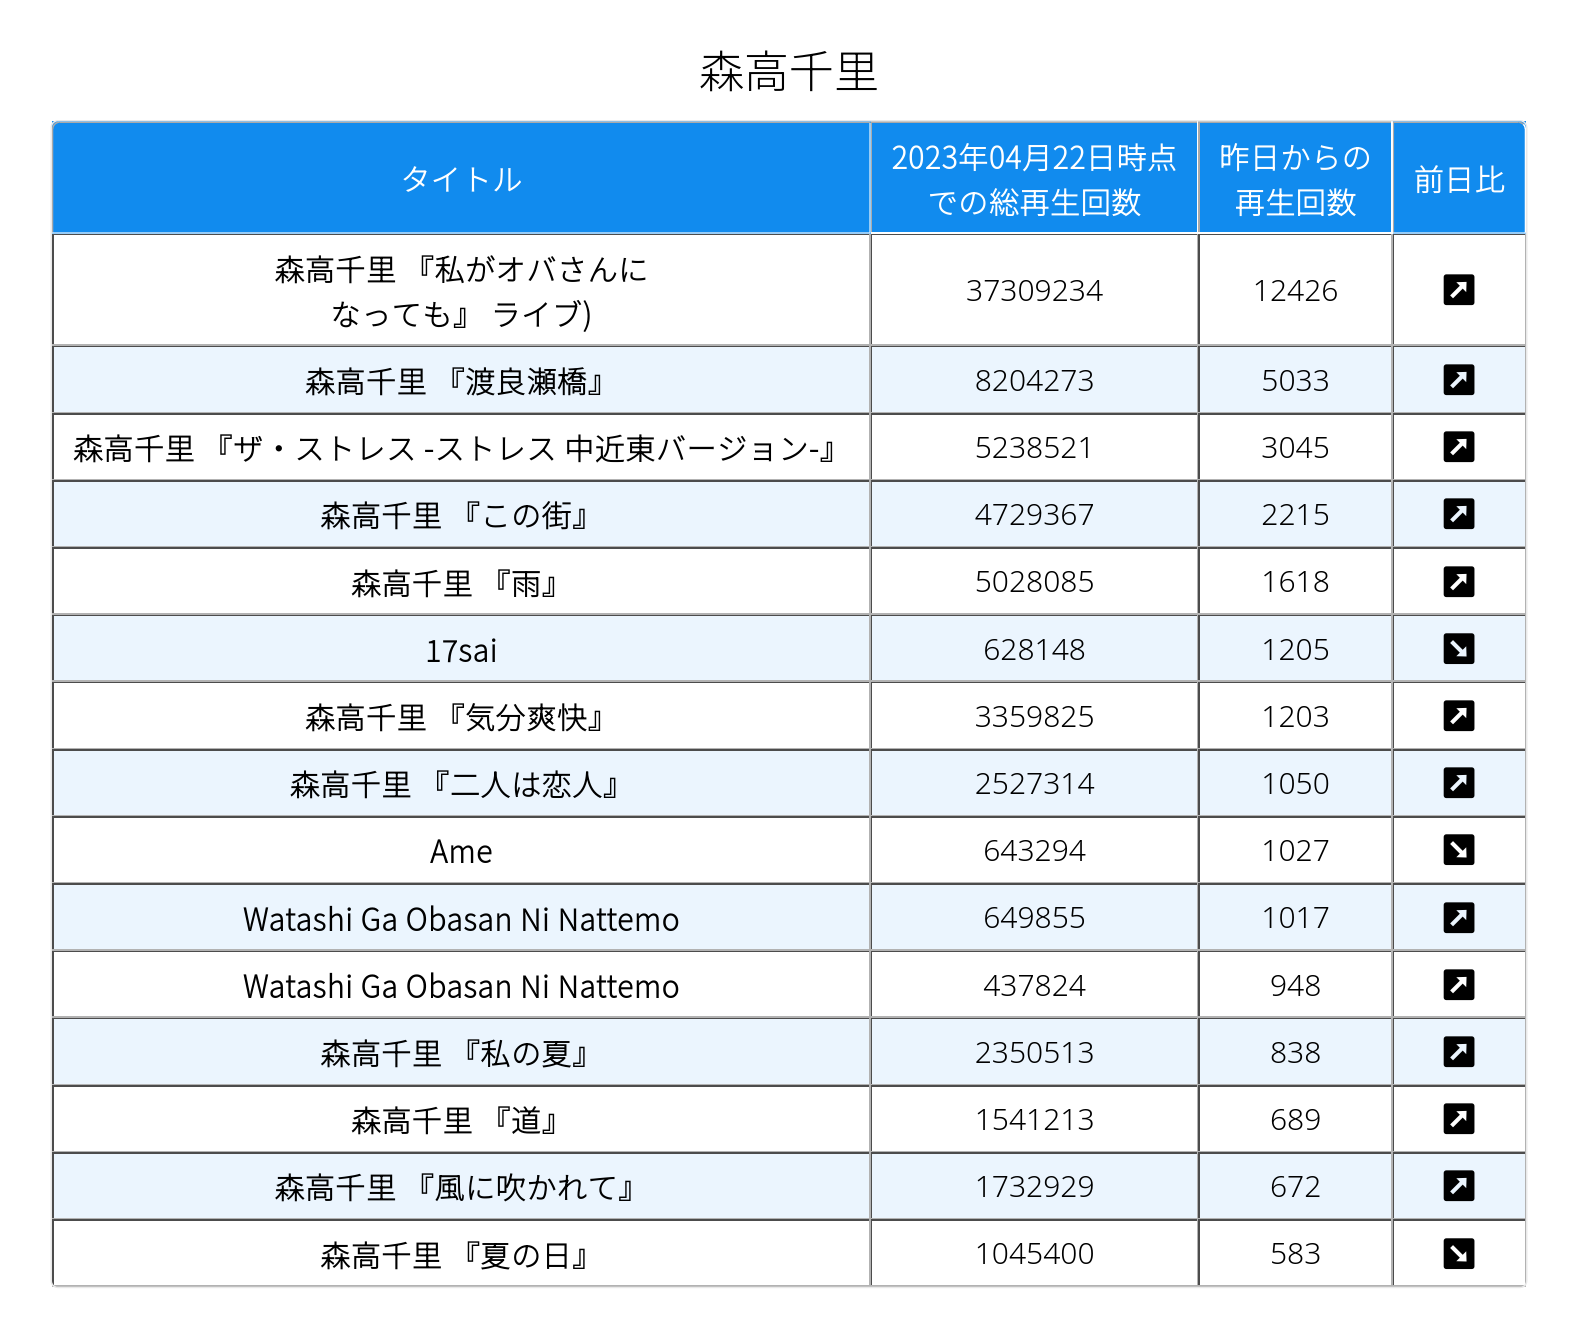 森高千里
タイトル
2023年04月22日時点
での総再生回数
昨日からの
再生回数
前日比
森高千里 『私がオバさんに
なっても』 ライブ)
37309234
12426
森高千里 『渡良瀬橋』
8204273
5033
森高千里 『ザ・ストレス -ストレス 中近東バージョン-』
5238521
3045
森高千里 『この街』
4729367
2215
森高千里 『雨』
5028085
1618
17sai
628148
1205
森高千里 『気分爽快』
3359825
1203
森高千里 『二人は恋人』
2527314
1050
Ame
643294
1027
Watashi Ga Obasan Ni Nattemo
649855
1017
Watashi Ga Obasan Ni Nattemo
437824
948
森高千里 『私の夏』
2350513
838
森高千里 『道』
1541213
689
森高千里 『風に吹かれて』
1732929
672
森高千里 『夏の日』
1045400
583